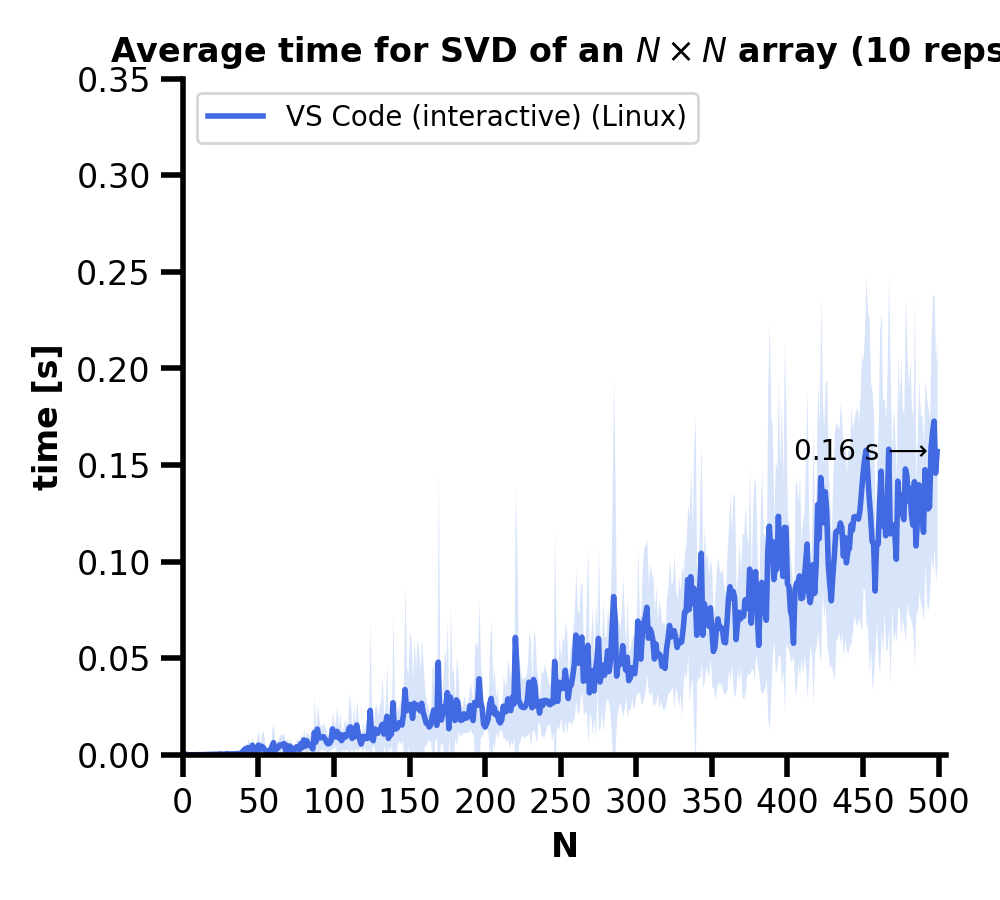 Average time for SVD of an N × N array (10 reps
0.35
VS Code (interactive) (Linux)
0.30
0.25
0.20
time [s]
0.15
0.16 s →
0.10
0.05
0.00
0 50 100 150 200 250 300 350 400 450 500
N